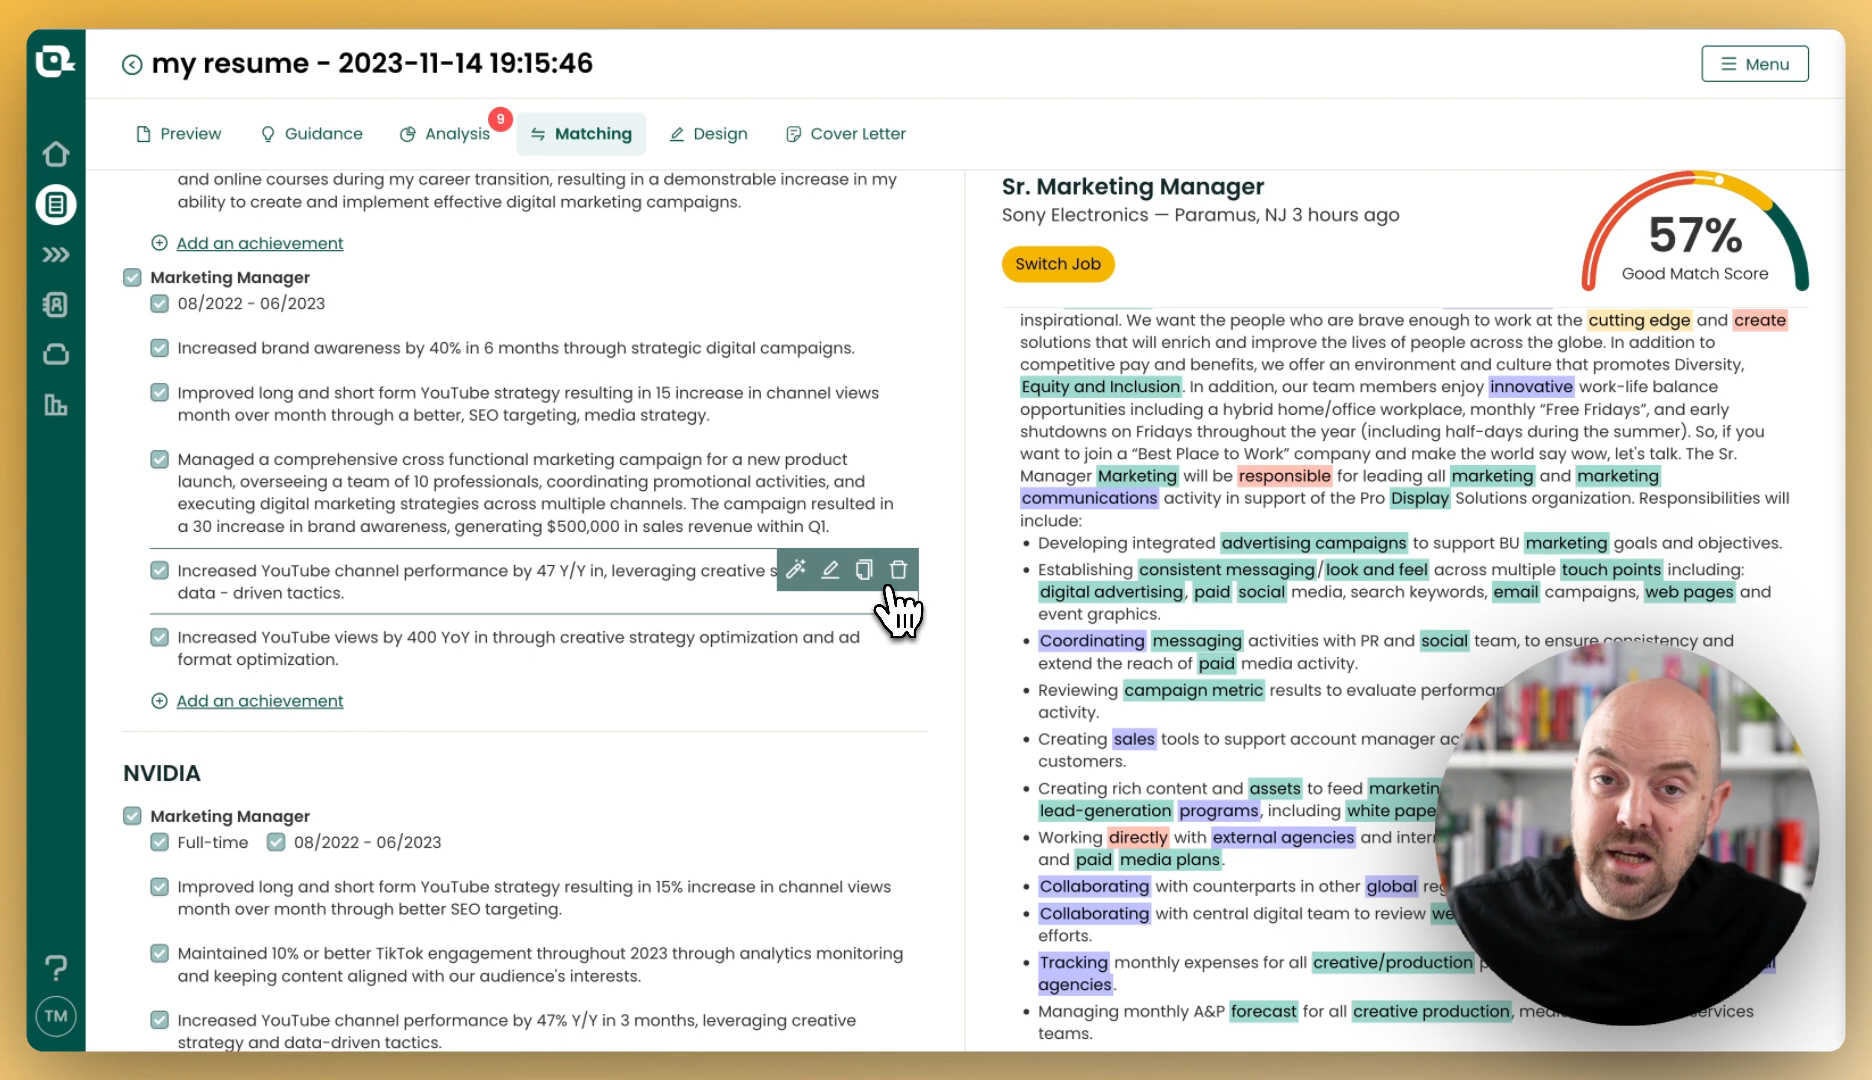 my resume - 2023-11-14 19:15:46
Menu
Preview
Guidance
Analysis
9
Matching
Design
Cover Letter
and online courses during my career transition, resulting in a demonstrable increase in my
ability to create and implement effective digital marketing campaigns.
Add an achievement
Marketing Manager
08/2022 - 06/2023
Increased brand awareness by 40% in 6 months through strategic digital campaigns.
Improved long and short form YouTube strategy resulting in 15 increase in channel views
month over month through a better, SEO targeting, media strategy.
Managed a comprehensive cross functional marketing campaign for a new product
launch, overseeing a team of 10 professionals, coordinating promotional activities, and
executing digital marketing strategies across multiple channels. The campaign resulted in
a 30 increase in brand awareness, generating $500,000 in sales revenue within Q1.
Increased YouTube channel performance by 47 Y/Y in, leveraging creative s
data - driven tactics.
Increased YouTube views by 400 YoY in through creative strategy optimization and ad
format optimization.
Add an achievement
NVIDIA
Marketing Manager
Full-time 08/2022 - 06/2023
Improved long and short form YouTube strategy resulting in 15% increase in channel views
month over month through better SEO targeting.
Maintained 10% or better TikTok engagement throughout 2023 through analytics monitoring
and keeping content aligned with our audience's interests.
Increased YouTube channel performance by 47% Y/Y in 3 months, leveraging creative
strategy and data-driven tactics.
TM
Sr. Marketing Manager
Sony Electronics — Paramus, NJ 3 hours ago
Switch Job
57%
Good Match Score
inspirational. We want the people who are brave enough to work at the cutting edge and create
solutions that will enrich and improve the lives of people across the globe. In addition to
competitive pay and benefits, we offer an environment and culture that promotes Diversity,
Equity and Inclusion. In addition, our team members enjoy innovative work-life balance
opportunities including a hybrid home/office workplace, monthly “Free Fridays”, and early
shutdowns on Fridays throughout the year (including half-days during the summer). So, if you
want to join a “Best Place to Work” company and make the world say wow, let's talk. The Sr.
Manager Marketing will be responsible for leading all marketing and marketing
communications activity in support of the Pro Display Solutions organization. Responsibilities will
include:
• Developing integrated advertising campaigns to support BU marketing goals and objectives.
• Establishing consistent messaging/look and feel across multiple touch points including:
digital advertising, paid social media, search keywords, email campaigns, web pages and
event graphics.
• Coordinating messaging activities with PR and social team, to ensure consistency and
extend the reach of paid media activity.
• Reviewing campaign metric results to evaluate performan
activity.
• Creating sales tools to support account manager ac
customers.
• Creating rich content and assets to feed marketin
lead-generation programs, including white pape
• Working directly with external agencies and inter
and paid media plans.
• Collaborating with counterparts in other global reg
• Collaborating with central digital team to review we
efforts.
• Tracking monthly expenses for all creative/production
agencies.
• Managing monthly A&P forecast for all creative production, med ervices
teams.